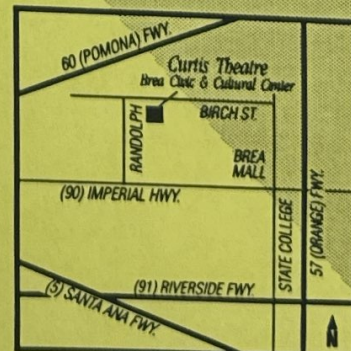 60 (POMONA) FWY.
Curtis Theatre
Brea Civic & Cultural Center
RANDOLPH
BIRCH ST.
BREA
MALL
(90) IMPERIAL HWY.
STATE COLLEGE
57 (ORANGE) FWY.
(91) RIVERSIDE FWY.
(5) SANTA ANA FWY.
N